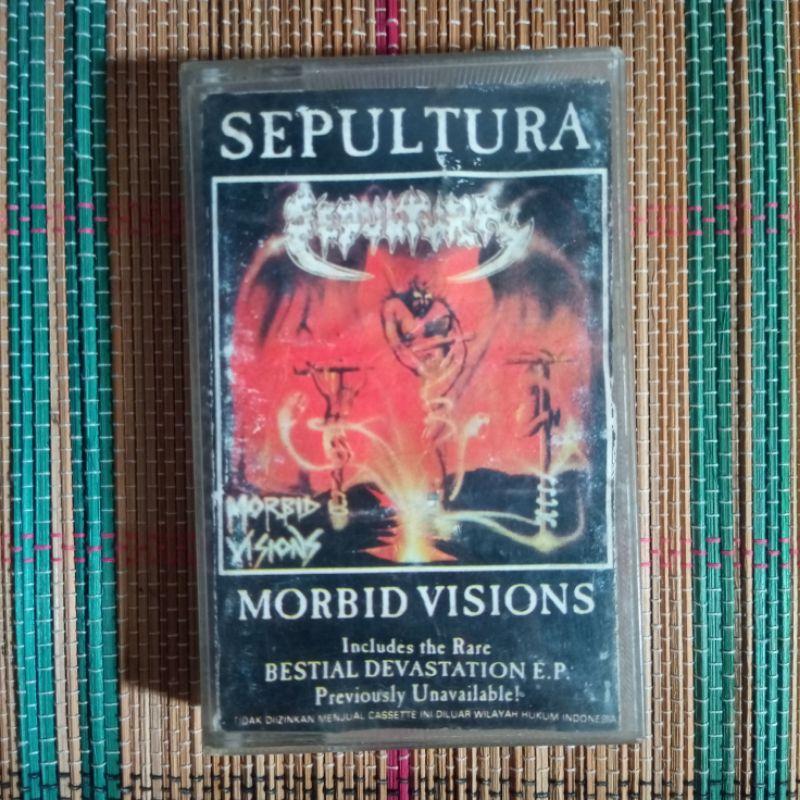 SEPULTURA
SEPULTURA
MORBID
VISIONS
MORBID VISIONS
Includes the Rare
BESTIAL DEVASTATION E.P.
Previously Unavailable!
TIDAK DIIZINKAN MENJUAL CASSETTE INI DILUAR WILAYAH HUKUM INDONESIA